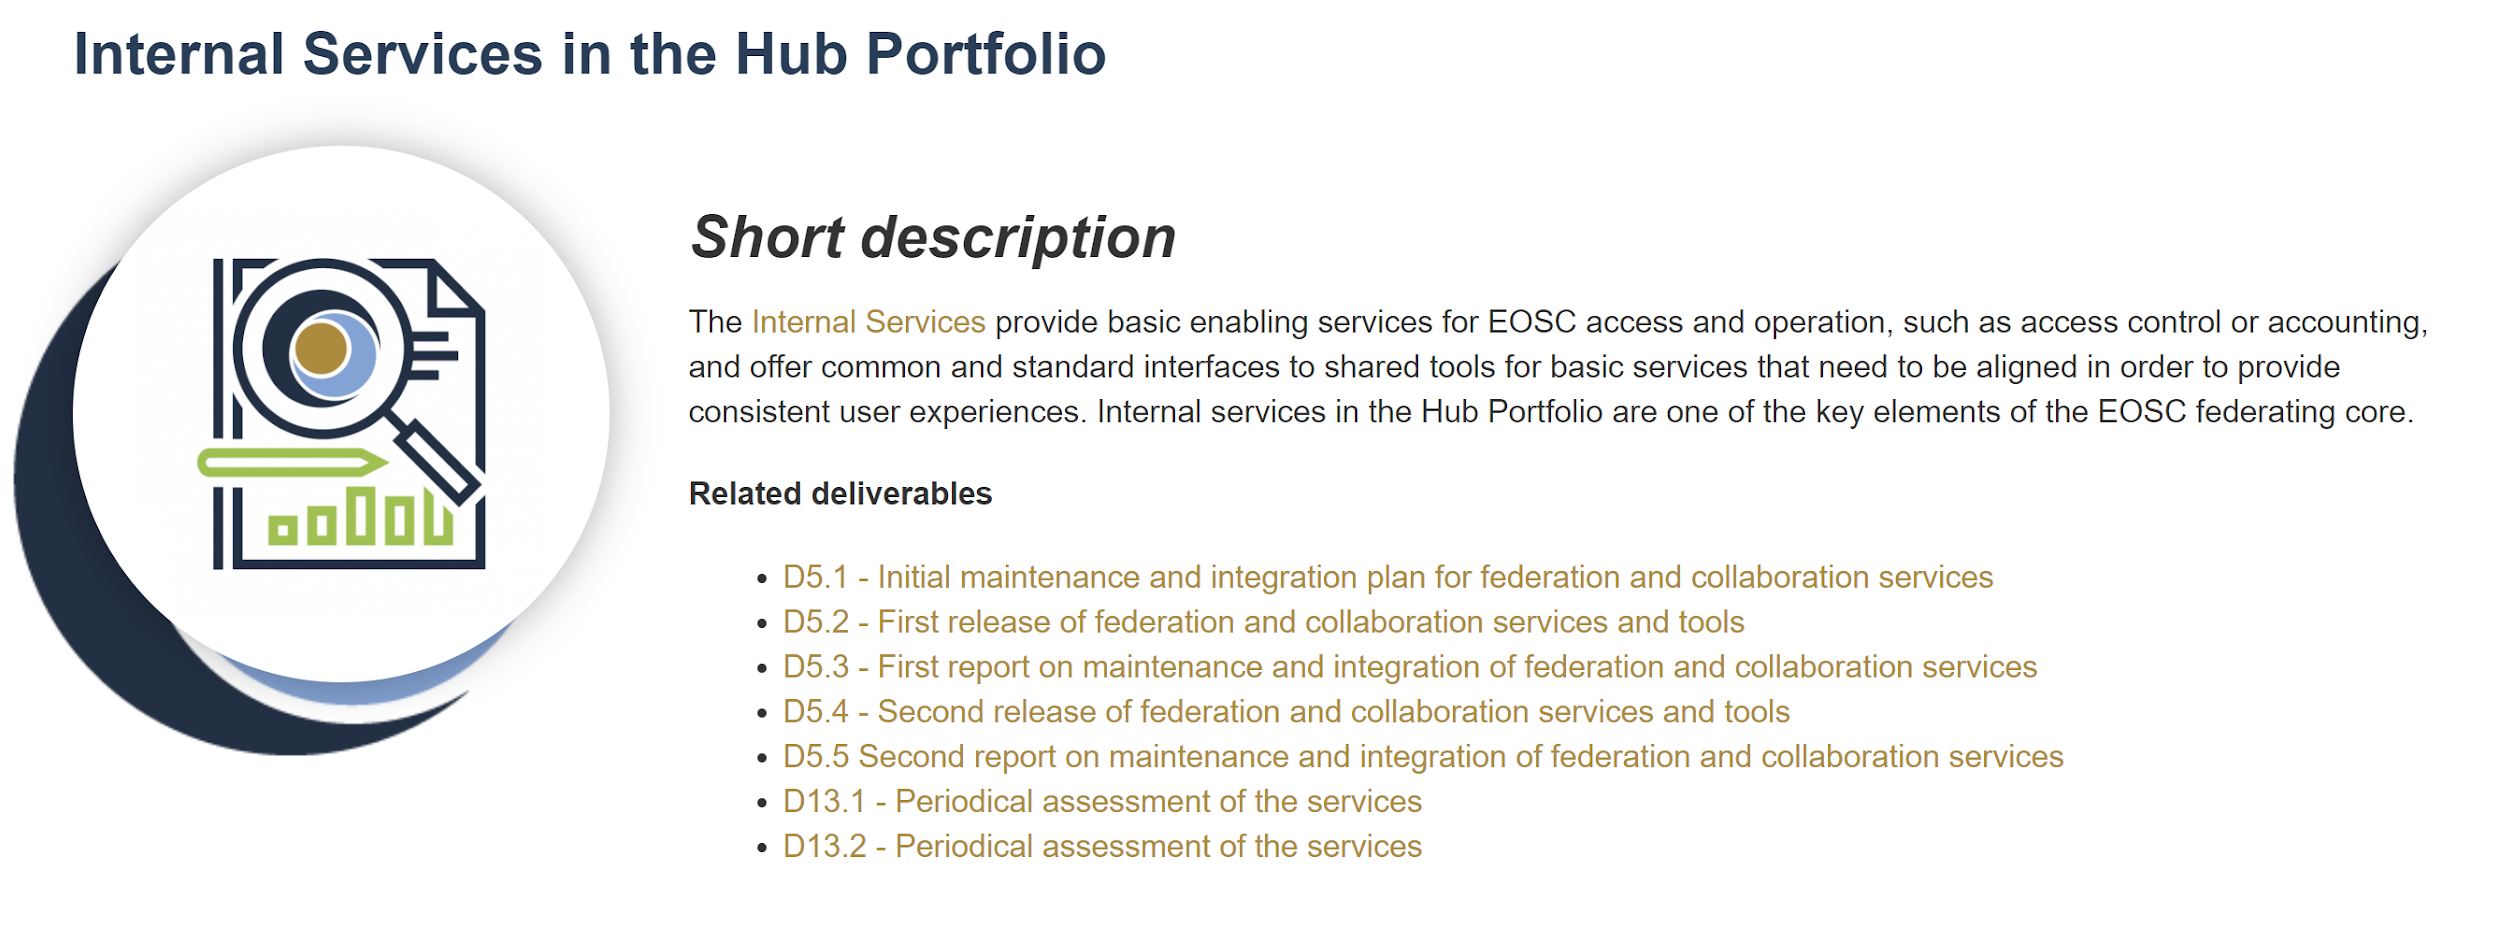 Internal Services in the Hub Portfolio
Short description
The Internal Services provide basic enabling services for EOSC access and operation, such as access control or accounting,
and offer common and standard interfaces to shared tools for basic services that need to be aligned in order to provide
consistent user experiences. Internal services in the Hub Portfolio are one of the key elements of the EOSC federating core.
Related deliverables
• D5.1 - Initial maintenance and integration plan for federation and collaboration services
• D5.2 - First release of federation and collaboration services and tools
• D5.3 - First report on maintenance and integration of federation and collaboration services
• D5.4 - Second release of federation and collaboration services and tools
• D5.5 Second report on maintenance and integration of federation and collaboration services
• D13.1 - Periodical assessment of the services
• D13.2 - Periodical assessment of the services